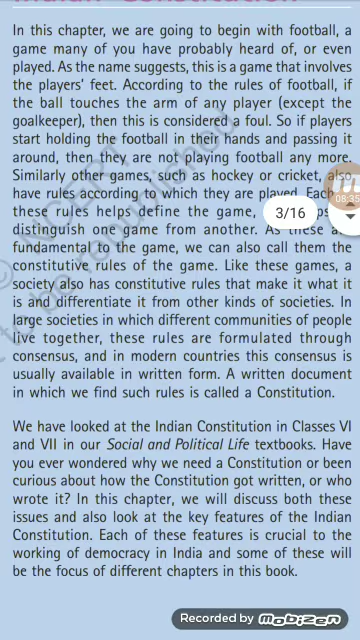 Indian Constitution
In this chapter, we are going to begin with football, a
game many of you have probably heard of, or even
played. As the name suggests, this is a game that involves
the players' feet. According to the rules of football, if
the ball touches the arm of any player (except the
goalkeeper), then this is considered a foul. So if players
start holding the football in their hands and passing it
around, then they are not playing football any more.
Similarly other games, such as hockey or cricket, also
have rules according to which they are played. Each
08:35
these rules helps define the game,
3/16
distinguish one game from another. As these
fundamental to the game, we can also call them the
constitutive rules of the game. Like these games, a
society also has constitutive rules that make it what it
is and differentiate it from other kinds of societies. In
large societies in which different communities of people
live together, these rules are formulated through
consensus, and in modern countries this consensus is
usually available in written form. A written document
in which we find such rules is called a Constitution.
We have looked at the Indian Constitution in Classes VI
and VII in our Social and Political Life textbooks. Have
you ever wondered why we need a Constitution or been
curious about how the Constitution got written, or who
wrote it? In this chapter, we will discuss both these
issues and also look at the key features of the Indian
Constitution. Each of these features is crucial to the
working of democracy in India and some of these will
be the focus of different chapters in this book.
© NCERT
be republished
Recorded by mobizen